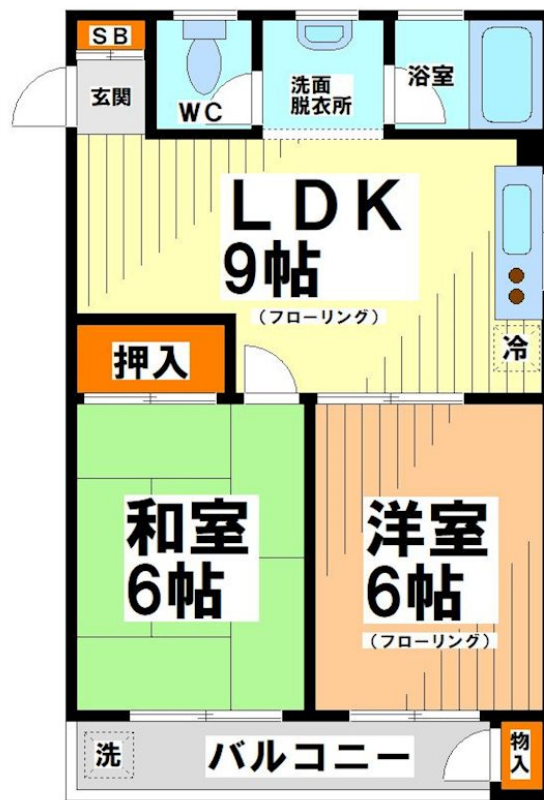 SB
玄関
WC
洗面
脱衣所
浴室
LDK
9帖
（フローリング）
冷
押入
和室
6帖
洋室
6帖
（フローリング）
洗
バルコニー
物
入